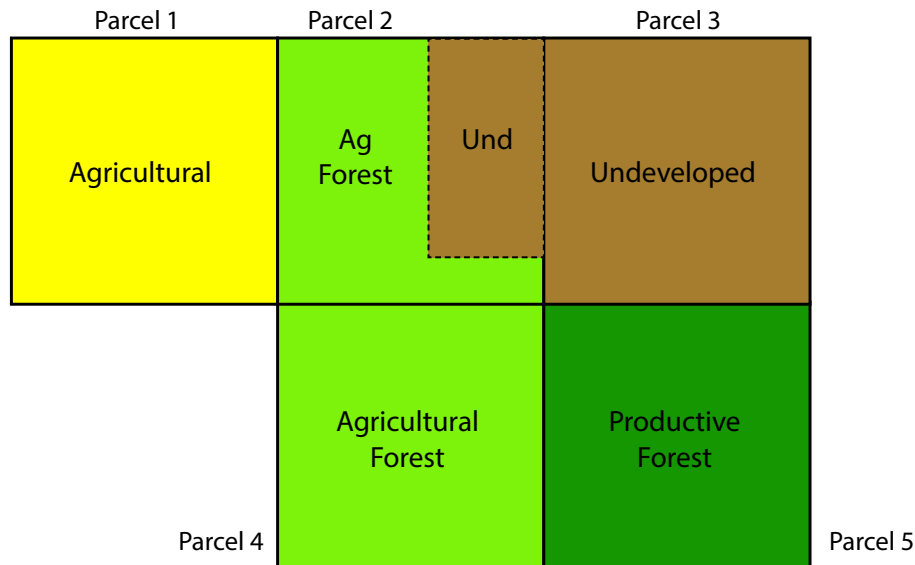 Parcel 1
Parcel 2
Parcel 3
Agricultural
Ag
Forest
Und
Undeveloped
Agricultural
Forest
Productive
Forest
Parcel 4
Parcel 5